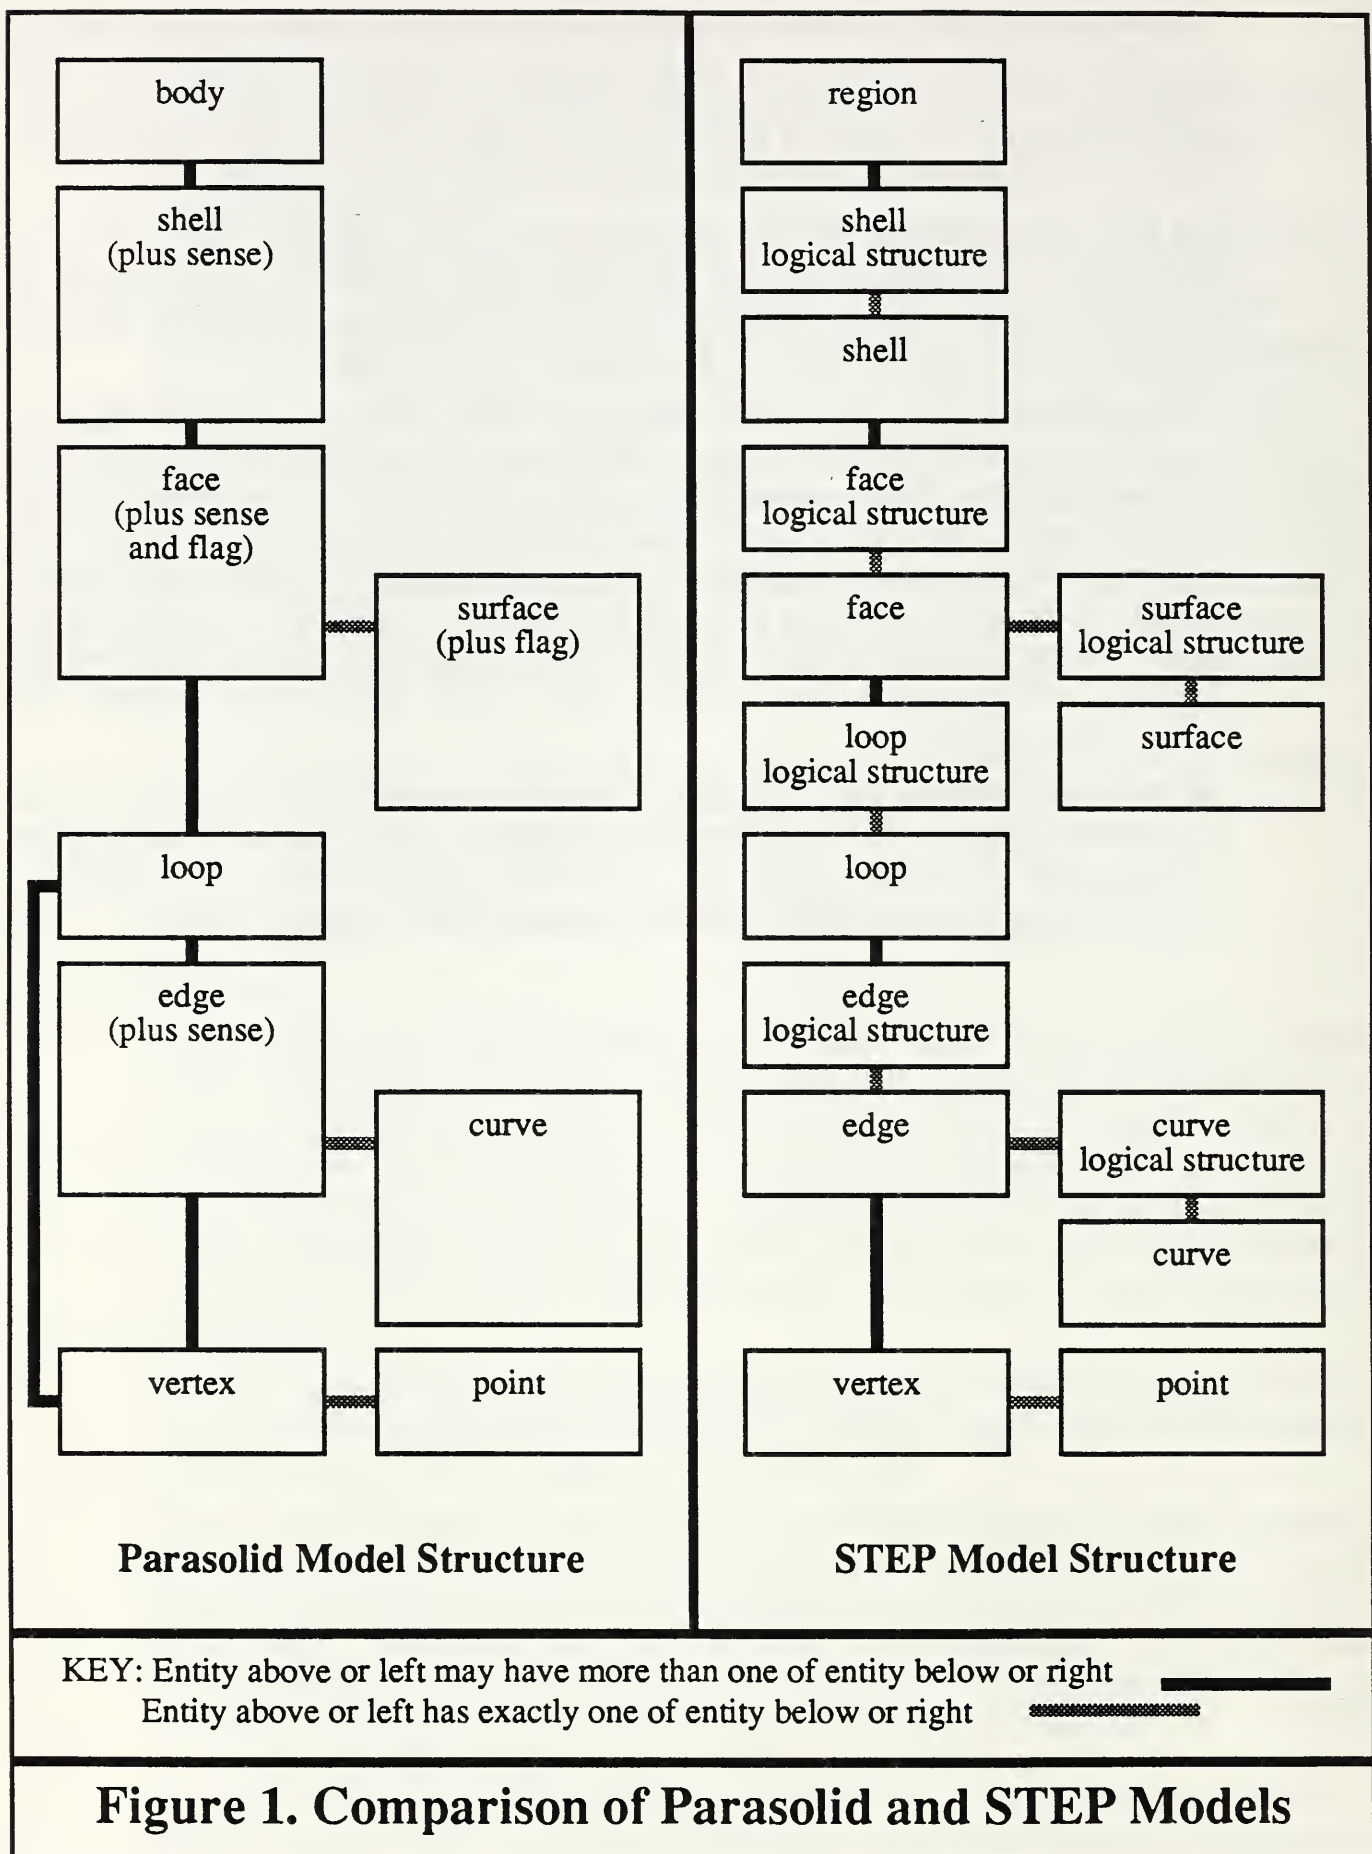 body
shell
(plus sense)
face
(plus sense
and flag)
surface
(plus flag)
loop
edge
(plus sense)
curve
vertex
point
Parasolid Model Structure
region
shell
logical structure
shell
face
logical structure
face
surface
logical structure
loop
logical structure
surface
loop
edge
logical structure
edge
curve
logical structure
curve
vertex
point
STEP Model Structure
KEY: Entity above or left may have more than one of entity below or right
Entity above or left has exactly one of entity below or right
Figure 1. Comparison of Parasolid and STEP Models